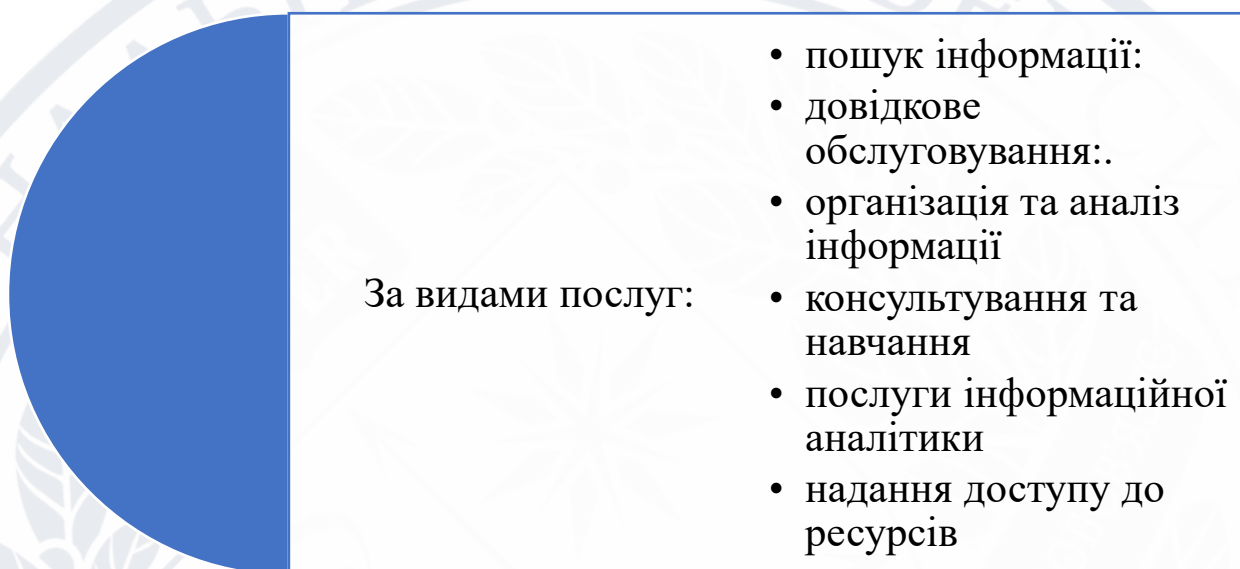 За видами послуг:
• пошук інформації:
• довідкове
обслуговування:.
• організація та аналіз
інформації
• консультування та
навчання
• послуги інформаційної
аналітики
• надання доступу до
ресурсів